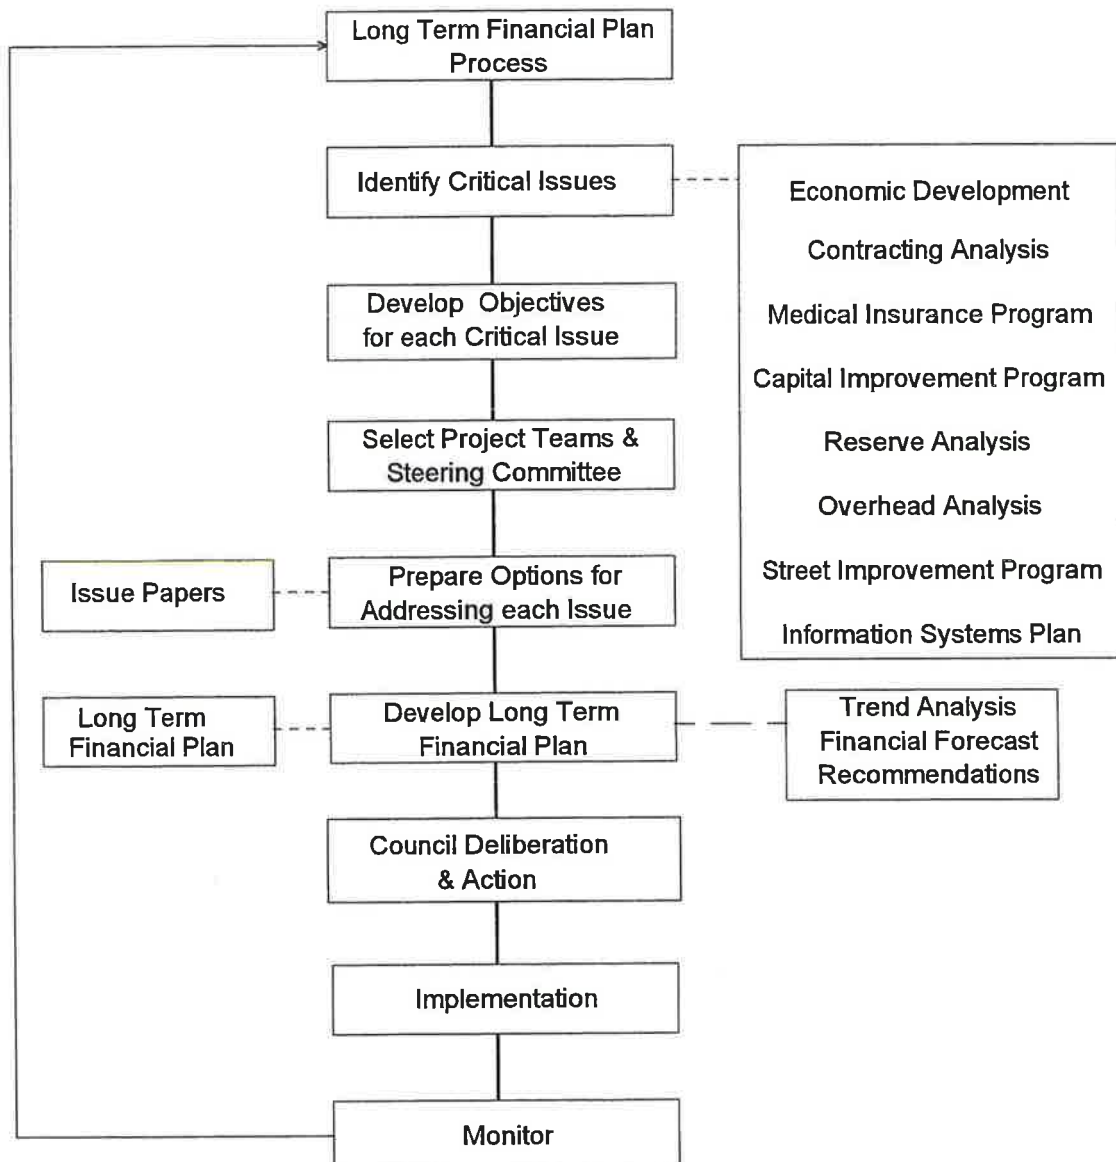 Long Term Financial Plan
Process
Identify Critical Issues
Economic Development
Contracting Analysis
Medical Insurance Program
Capital Improvement Program
Reserve Analysis
Overhead Analysis
Street Improvement Program
Information Systems Plan
Develop Objectives
for each Critical Issue
Select Project Teams &
Steering Committee
Issue Papers
Prepare Options for
Addressing each Issue
Long Term
Financial Plan
Develop Long Term
Financial Plan
Trend Analysis
Financial Forecast
Recommendations
Council Deliberation
& Action
Implementation
Monitor